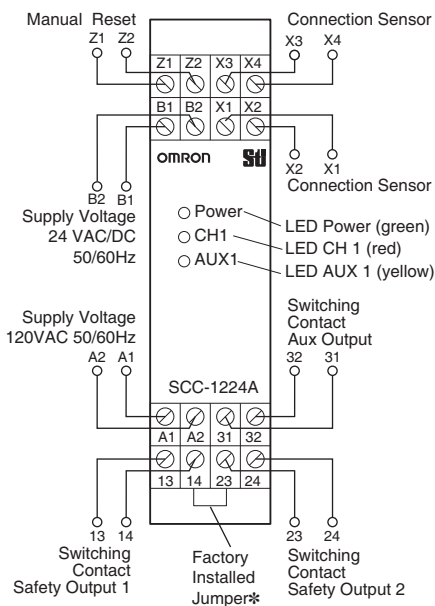 Manual Reset
Z1 Z2
Connection Sensor
X3 X4
Z1 Z2 X3 X4
B1 B2 X1 X2
OMRON STI
B2 B1
X2 X1
Connection Sensor
Supply Voltage
24 VAC/DC
50/60Hz
Power
CH1
AUX1
LED Power (green)
LED CH 1 (red)
LED AUX 1 (yellow)
Supply Voltage
120VAC 50/60Hz
A2 A1
Switching
Contact
Aux Output
32 31
SCC-1224A
A1 A2 31 32
13 14 23 24
13 14
Switching
Contact
Safety Output 1
Factory
Installed
Jumper*
23 24
Switching
Contact
Safety Output 2